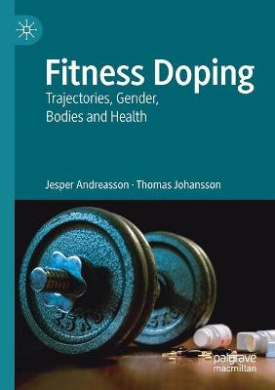 Fitness Doping
Trajectories, Gender,
Bodies and Health
Jesper Andreasson · Thomas Johansson
palgrave
macmillan